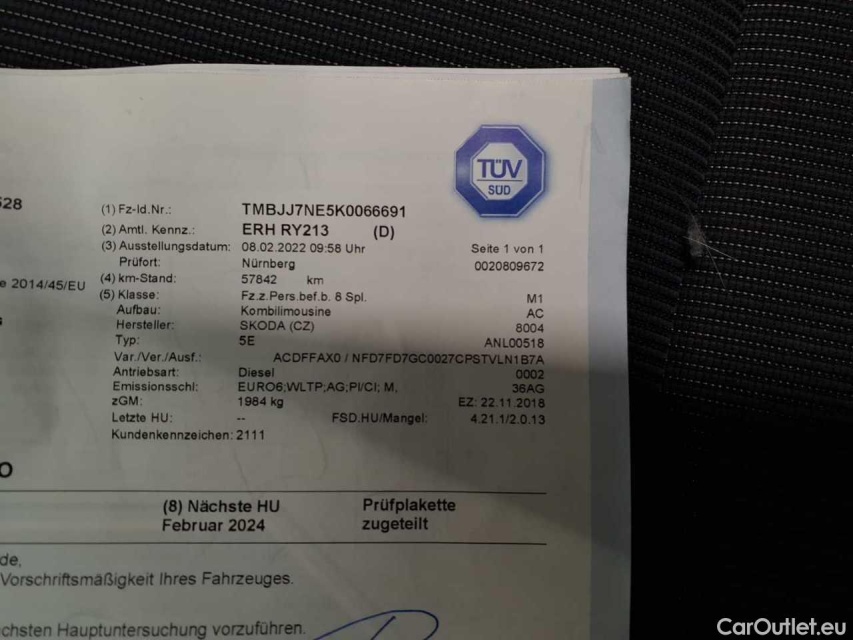 TÜV
SÜD
528
(1) Fz-Id.Nr.: TMBJJ7NE5K0066691
(2) Amtl. Kennz.: ERH RY213 (D)
(3) Ausstellungsdatum: 08.02.2022 09:58 Uhr Seite 1 von 1
Prüfort: Nürnberg 0020809672
e 2014/45/EU (4) km-Stand: 57842 km
(5) Klasse: Fz.z.Pers.bef.b. 8 Spl. M1
Aufbau: Kombilimousine AC
Hersteller: SKODA (CZ) 8004
Typ: 5E ANL00518
Var./Ver./Ausf.: ACDFFAX0 / NFD7FD7GC0027CPSTVLN1B7A
Antriebsart: Diesel 0002
Emissionsschl: EURO6;WLTP;AG;PI/CI; M, 36AG
zGM: 1984 kg EZ: 22.11.2018
Letzte HU: -- FSD.HU/Mangel: 4.21.1/2.0.13
Kundenkennzeichen: 2111
O
(8) Nächste HU Prüfplakette
Februar 2024 zugeteilt
de,
Vorschriftsmäßigkeit Ihres Fahrzeuges.
chsten Hauptuntersuchung vorzuführen.
CarOutlet.eu